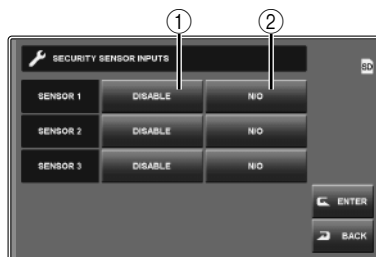 ① ②
SECURITY SENSOR INPUTS
SD
SENSOR 1 DISABLE N/O
SENSOR 2 DISABLE N/O
SENSOR 3 DISABLE N/O
ENTER
BACK